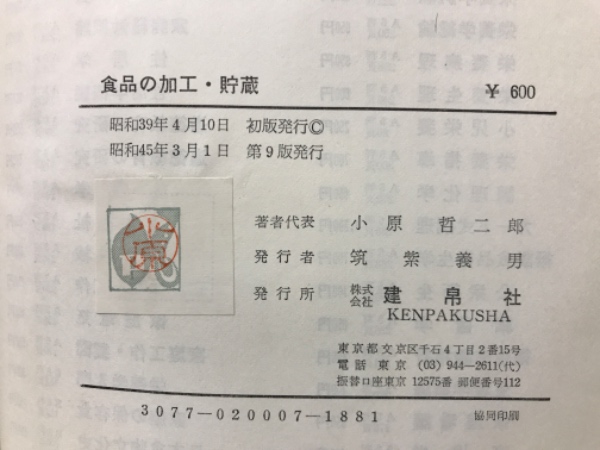 食品の加工・貯蔵
¥ 600
昭和39年4月10日 初版発行©
昭和45年3月1日 第9版発行
小原
著者代表 小原哲二郎
発行者 筑紫義男
発行所 株式会社 建帛社
KENPAKUSHA
東京都文京区千石4丁目2番15号
電話 東京 (03) 944—2611(代)
振替口座東京 12575番 郵便番号112
3077—020007—1881
協同印刷